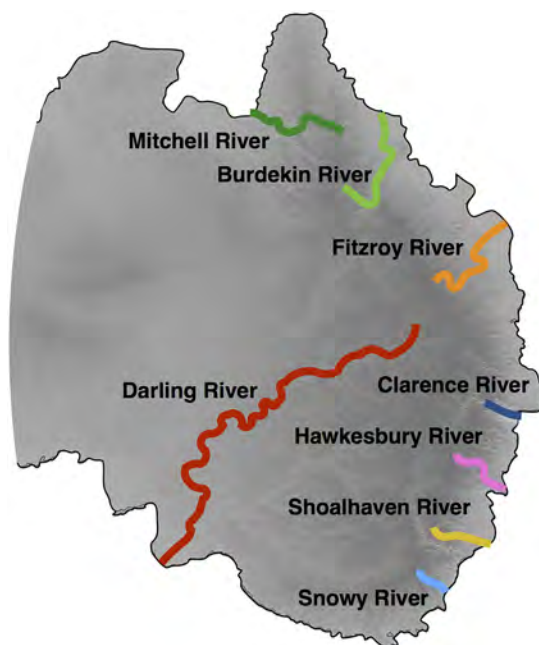 Mitchell River
Burdekin River
Fitzroy River
Darling River
Clarence River
Hawkesbury River
Shoalhaven River
Snowy River